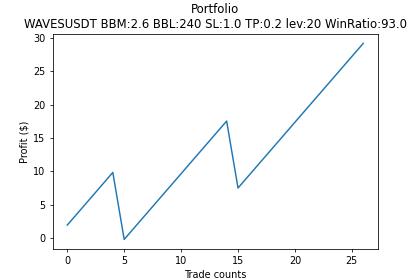 Portfolio
WAVESUSDT BBM:2.6 BBL:240 SL:1.0 TP:0.2 lev:20 WinRatio:93.0
30
25
20
15
10
5
0
Profit ($)
0 5 10 15 20 25
Trade counts